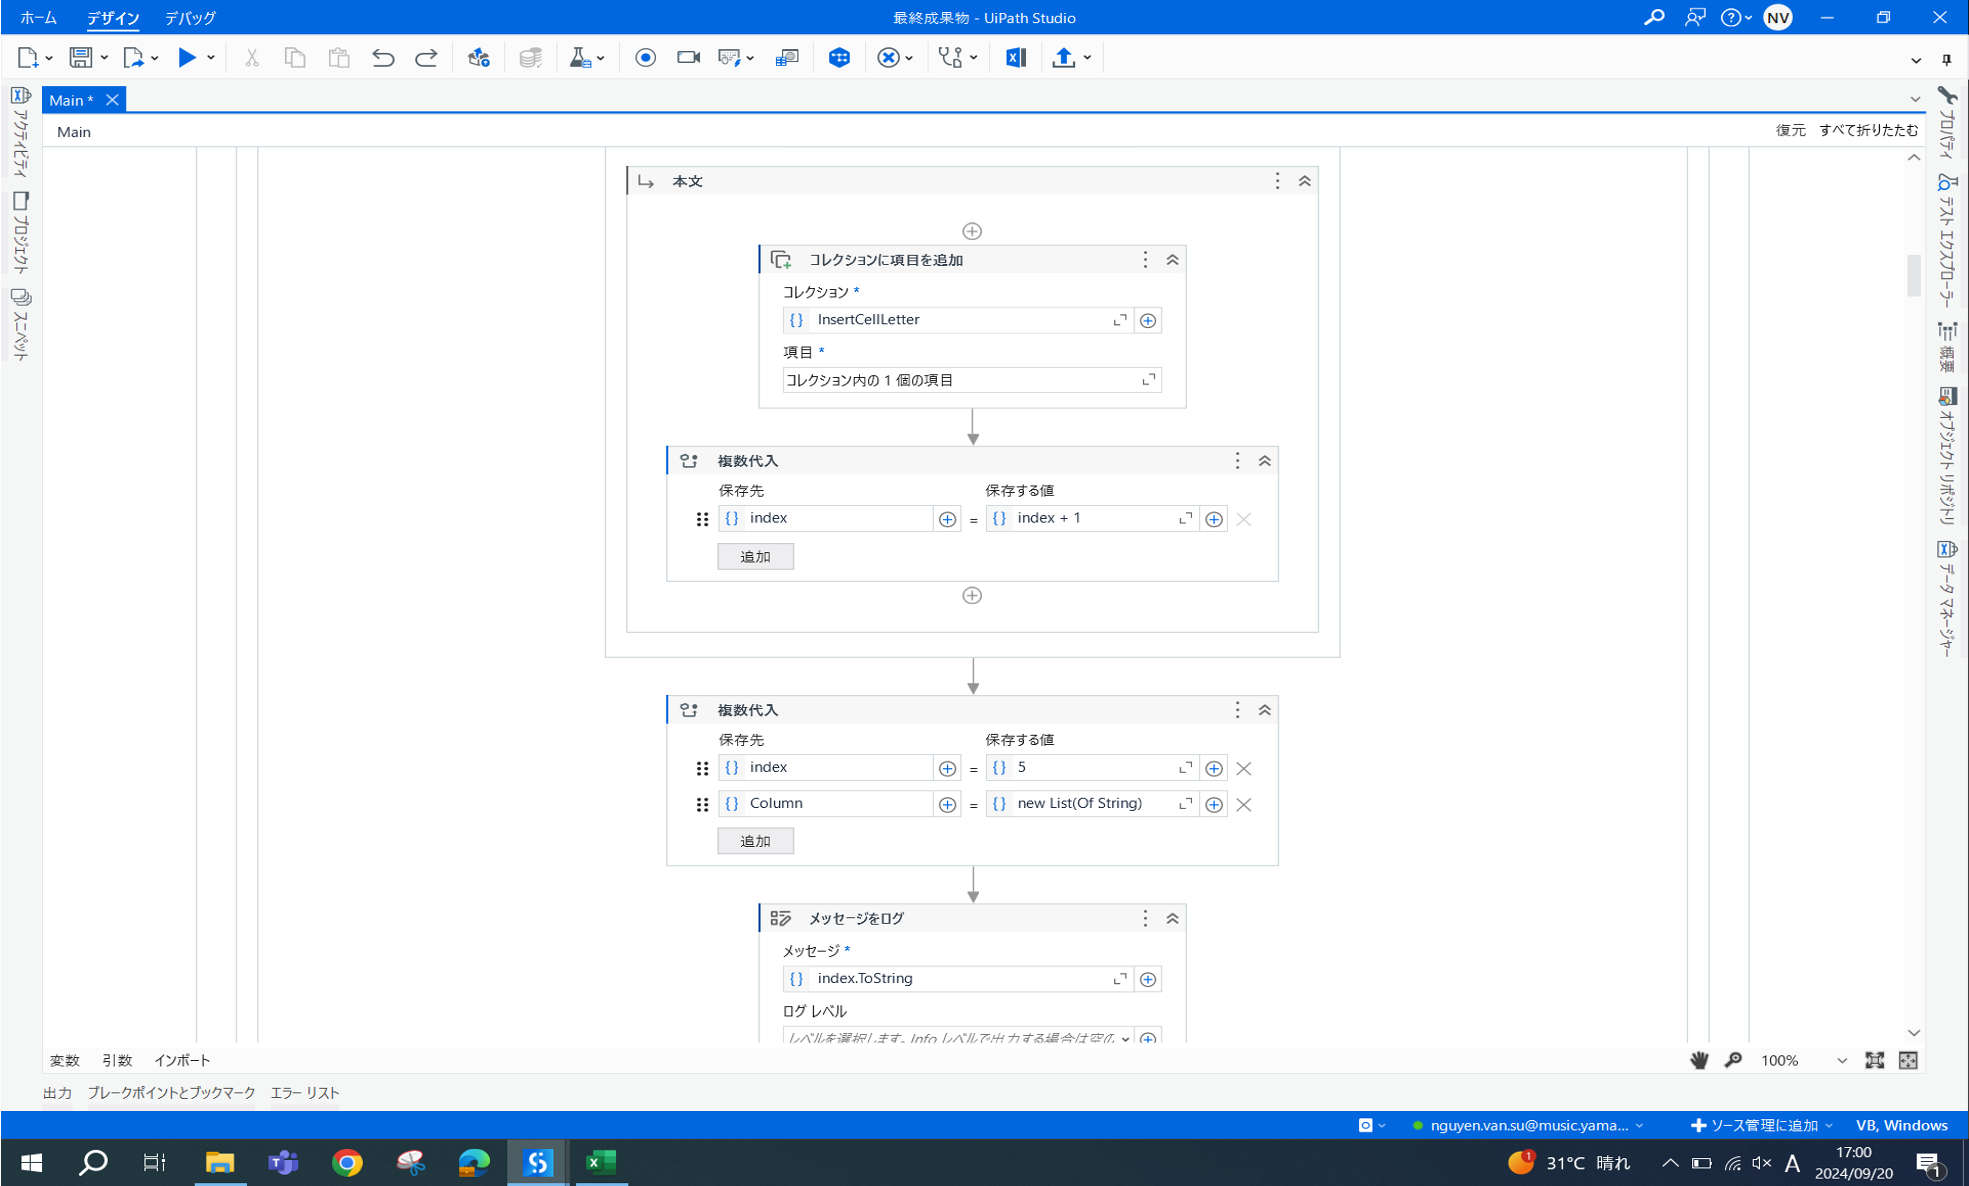 ホーム デザイン デバッグ 最終成果物 - UiPath Studio NV
Main *
Main 復元 すべて折りたたむ
アクティビティ
プロジェクト
スニペット
プロパティ
テスト エクスプローラー
概要
オブジェクト リポジトリ
データ マネージャー
本文
コレクションに項目を追加
コレクション *
{} InsertCellLetter
項目 *
コレクション内の 1 個の項目
複数代入
保存先 保存する値
{} index = {} index + 1
追加
複数代入
保存先 保存する値
{} index = {} 5
{} Column = {} new List(Of String)
追加
メッセージをログ
メッセージ *
{} index.ToString
ログ レベル
レベルを選択します。Info レベルで出力する場合は空の
変数 引数 インポート 100%
出力 ブレークポイントとブックマーク エラー リスト
nguyen.van.su@music.yama... ソース管理に追加 VB, Windows
1 31°C 晴れ A 17:00
2024/09/20 1